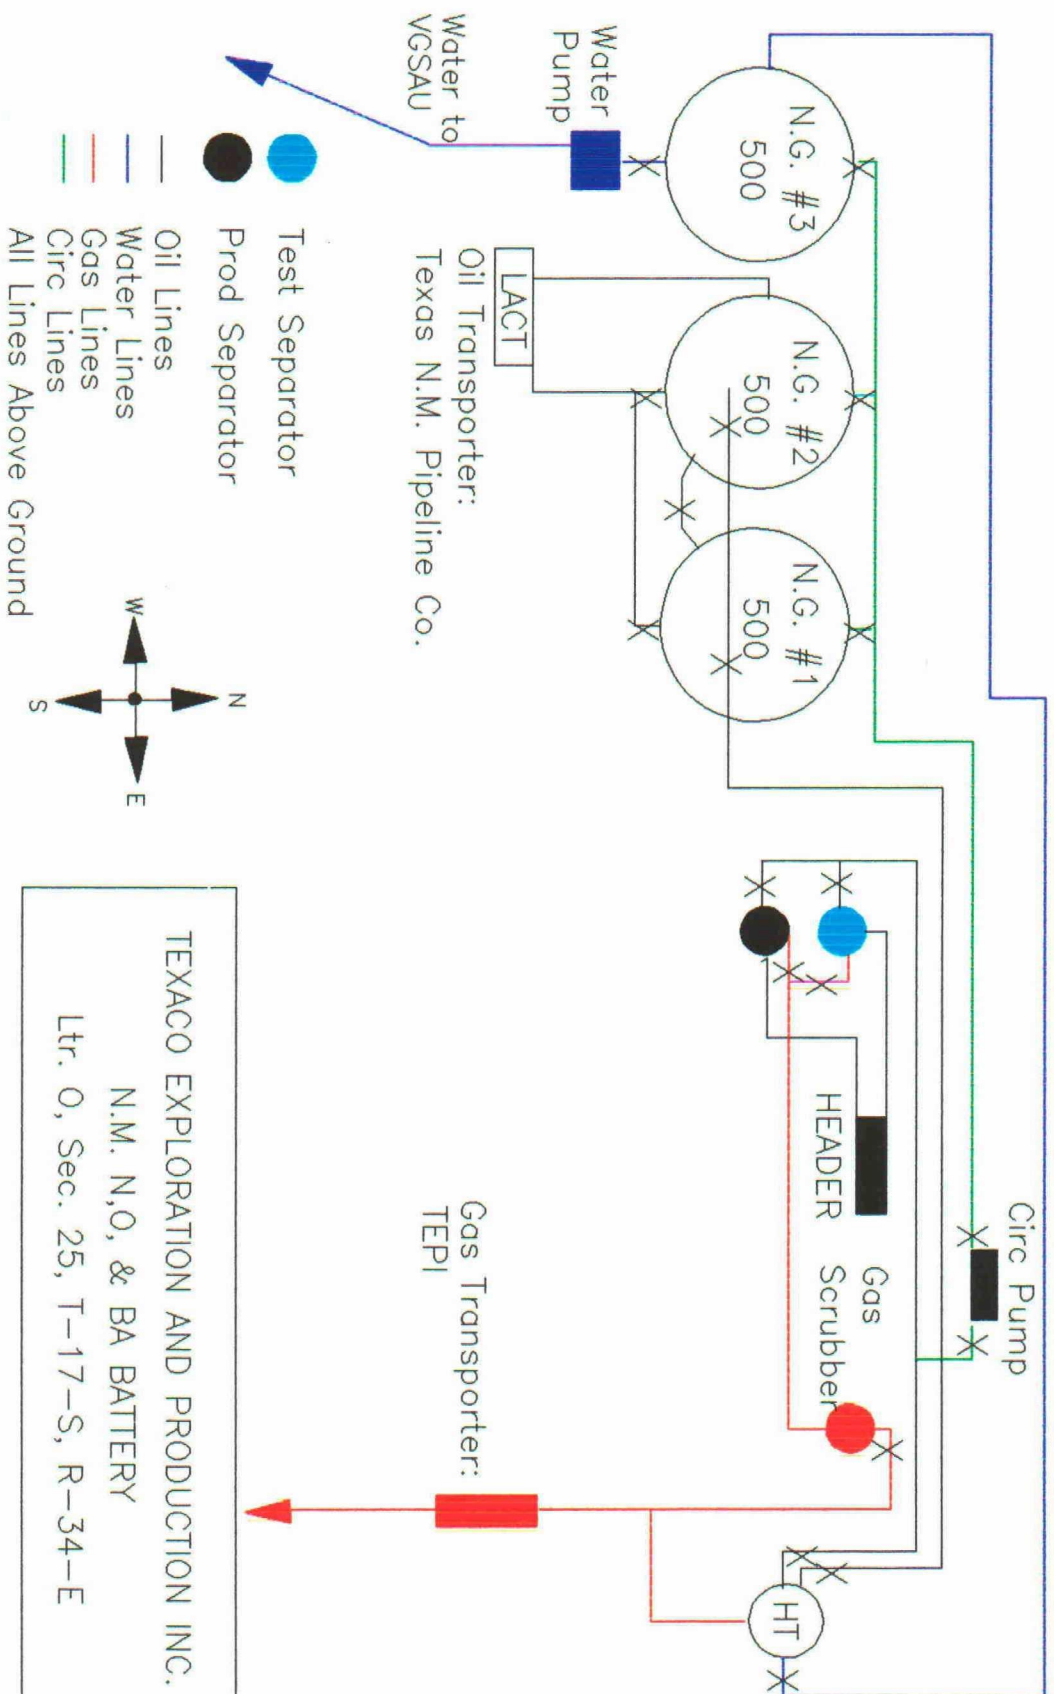 Circ Pump
N.G. #3
500
N.G. #2
500
N.G. #1
500
HEADER
Gas
Scrubber
HT
Water
Pump
LACT
Water to
VGSAU
Oil Transporter:
Texas N.M. Pipeline Co.
Gas Transporter:
TEPI
Test Separator
Prod Separator
Oil Lines
Water Lines
Gas Lines
Circ Lines
All Lines Above Ground
N
W
E
S
TEXACO EXPLORATION AND PRODUCTION INC.
N.M. N,O, & BA BATTERY
Ltr. O, Sec. 25, T-17-S, R-34-E